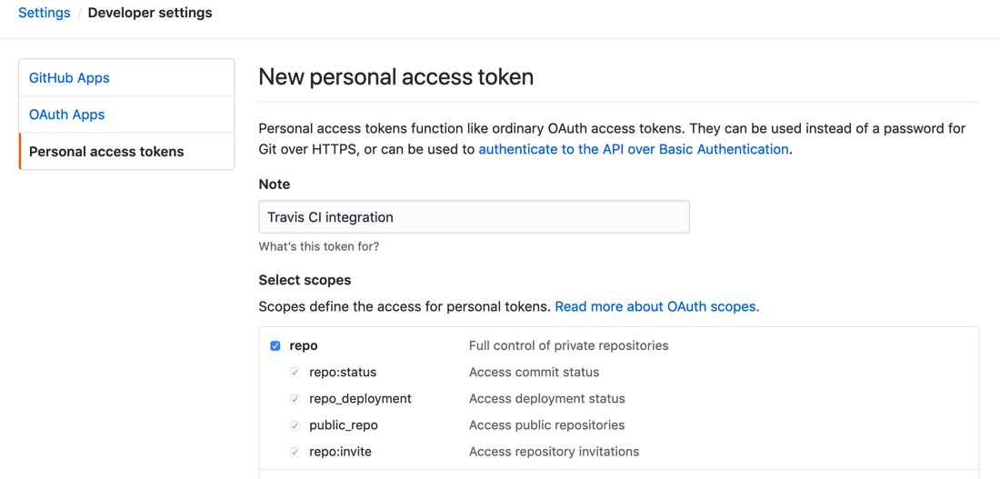 Settings / Developer settings
GitHub Apps
OAuth Apps
Personal access tokens
New personal access token
Personal access tokens function like ordinary OAuth access tokens. They can be used instead of a password for
Git over HTTPS, or can be used to authenticate to the API over Basic Authentication.
Note
Travis CI integration
What's this token for?
Select scopes
Scopes define the access for personal tokens. Read more about OAuth scopes.
repo Full control of private repositories
repo:status Access commit status
repo_deployment Access deployment status
public_repo Access public repositories
repo:invite Access repository invitations